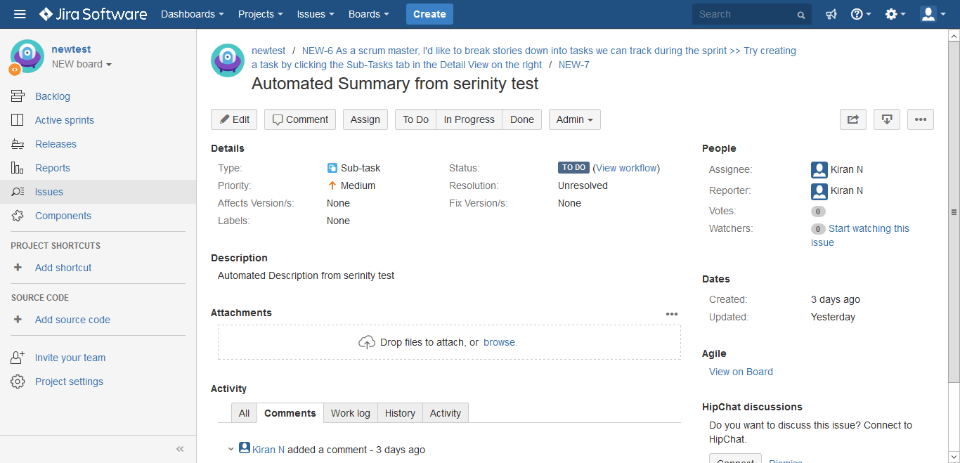 Jira Software Dashboards Projects Issues Boards Create Search
newtest
NEW board
Backlog
Active sprints
Releases
Reports
Issues
Components
PROJECT SHORTCUTS
+ Add shortcut
SOURCE CODE
+ Add source code
Invite your team
Project settings
«
newtest / NEW-6 As a scrum master, I'd like to break stories down into tasks we can track during the sprint >> Try creating
a task by clicking the Sub-Tasks tab in the Detail View on the right / NEW-7
Automated Summary from serinity test
Edit Comment Assign To Do In Progress Done Admin
Details
Type: Sub-task Status: TO DO (View workflow)
Priority: Medium Resolution: Unresolved
Affects Version/s: None Fix Version/s: None
Labels: None
Description
Automated Description from serinity test
Attachments
Drop files to attach, or browse.
Activity
All Comments Work log History Activity
Kiran N added a comment - 3 days ago
People
Assignee: Kiran N
Reporter: Kiran N
Votes: 0
Watchers: 0 Start watching this
issue
Dates
Created: 3 days ago
Updated: Yesterday
Agile
View on Board
HipChat discussions
Do you want to discuss this issue? Connect to
HipChat.
Connect Dismiss